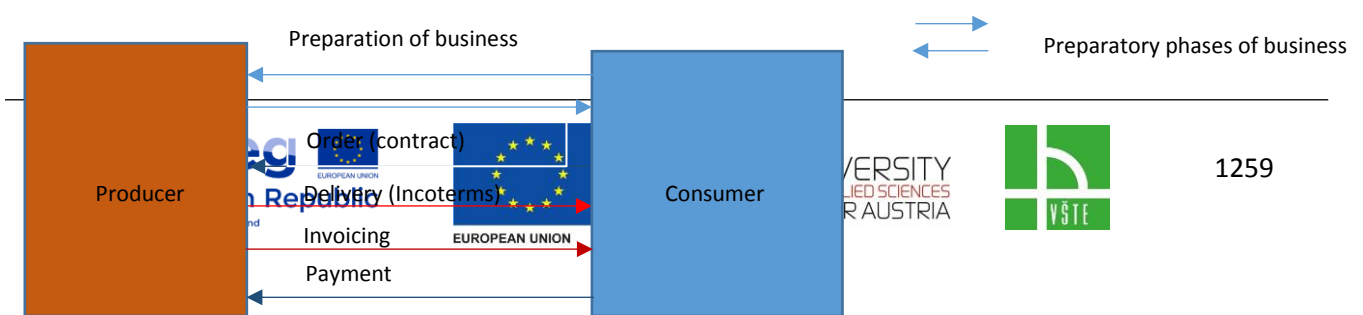 Preparation of business
Preparatory phases of business
Order (contract)
EUROPEAN UNION
Producer
Delivery (Incoterms)
Republic
Consumer
Invoicing
EUROPEAN UNION
Payment
VERSITY
LIED SCIENCES
R AUSTRIA
VŠTE
1259